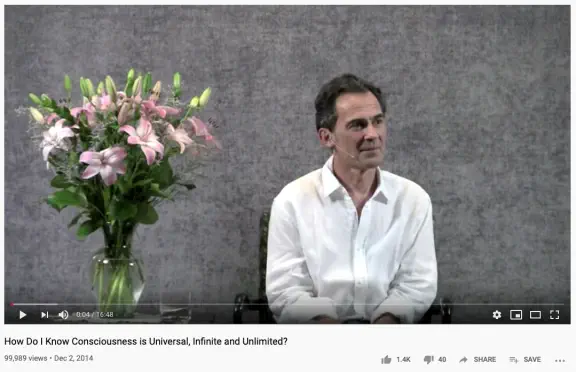 0:04 / 16:48
How Do I Know Consciousness is Universal, Infinite and Unlimited?
99,989 views • Dec 2, 2014
1.4K
40
SHARE
SAVE